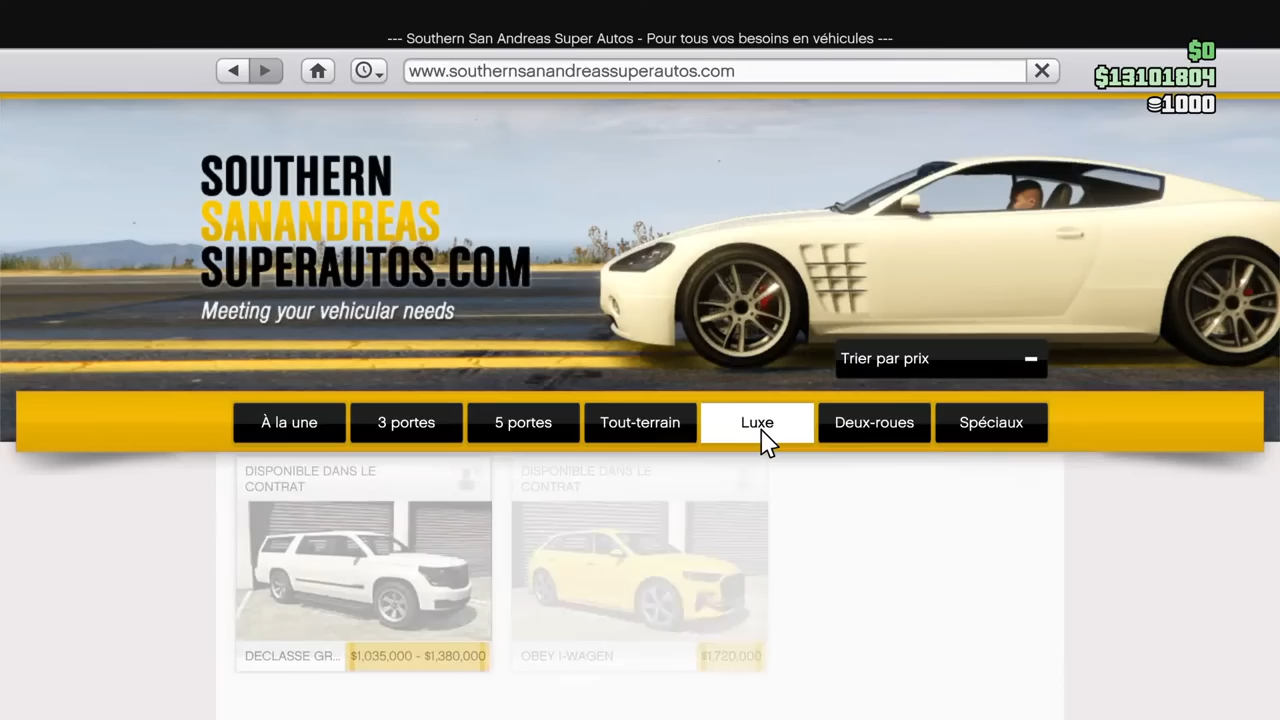 --- Southern San Andreas Super Autos - Pour tous vos besoins en véhicules ---
$0
www.southernsanandreassuperautos.com
$13101804
1000
SOUTHERN
SANANDREAS
SUPERAUTOS.COM
Meeting your vehicular needs
Trier par prix
À la une
3 portes
5 portes
Tout-terrain
Luxe
Deux-roues
Spéciaux
DISPONIBLE DANS LE
CONTRAT
DISPONIBLE DANS LE
CONTRAT
DECLASSE GR... $1,035,000 - $1,380,000
OBEY I-WAGEN $1,720,000